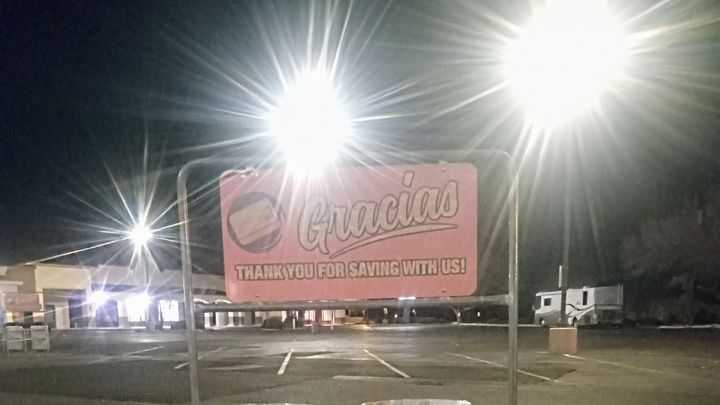 Gracias
THANK YOU FOR SAVING WITH US!